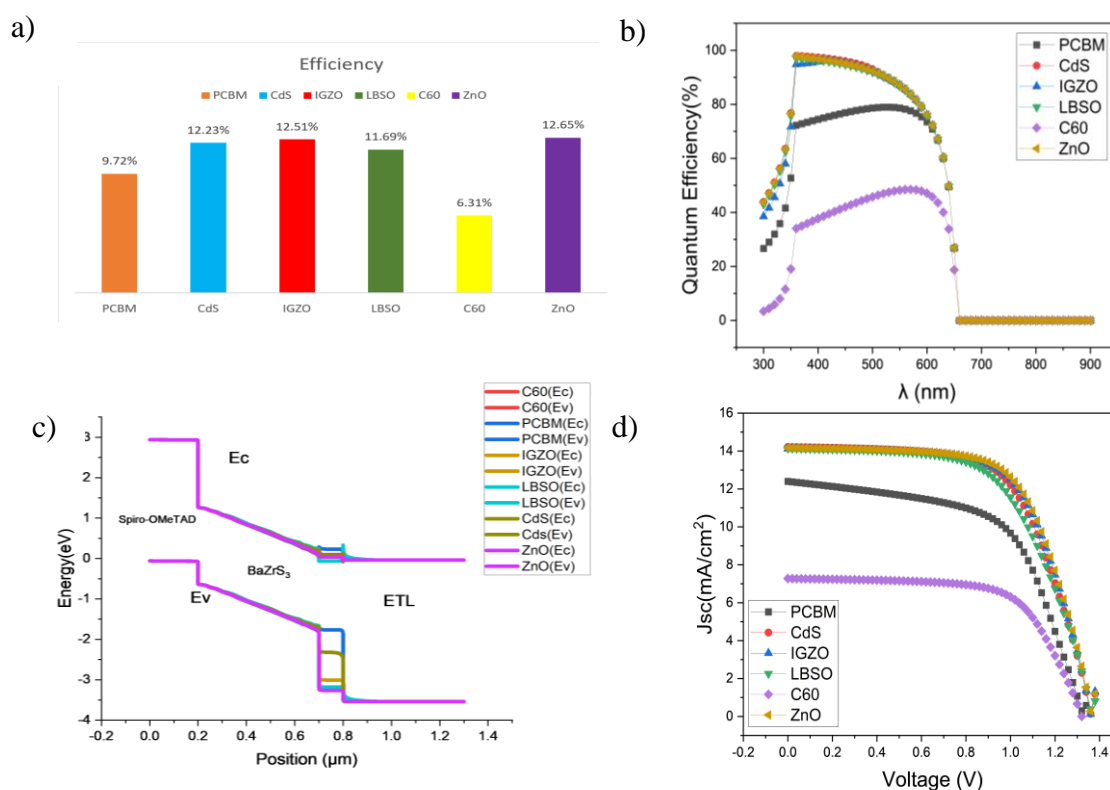 a)
Efficiency
PCBM CdS IGZO LBSO C60 ZnO
9.72%
12.23%
12.51%
11.69%
6.31%
12.65%
PCBM CdS IGZO LBSO C60 ZnO
b)
100
80
60
40
20
0
Quantum Efficiency(%)
PCBM
CdS
IGZO
LBSO
C60
ZnO
300 400 500 600 700 800 900
λ (nm)
c)
3
2
1
0
-1
-2
-3
-4
Energy(eV)
Ec
Spiro-OMeTAD
BaZrS3
Ev
ETL
C60(Ec)
C60(Ev)
PCBM(Ec)
PCBM(Ev)
IGZO(Ec)
IGZO(Ev)
LBSO(Ec)
LBSO(Ev)
CdS(Ec)
Cds(Ev)
ZnO(Ec)
ZnO(Ev)
-0.2 0.0 0.2 0.4 0.6 0.8 1.0 1.2 1.4
Position (µm)
d)
16
14
12
10
8
6
4
2
0
Jsc(mA/cm2)
PCBM
CdS
IGZO
LBSO
C60
ZnO
-0.2 0.0 0.2 0.4 0.6 0.8 1.0 1.2 1.4
Voltage (V)